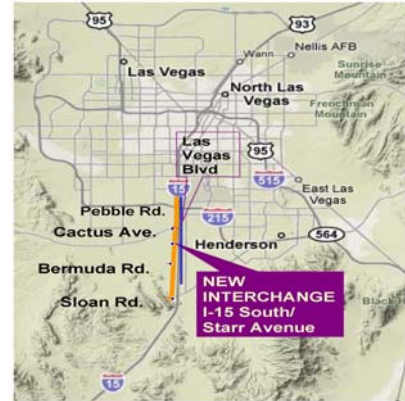 95
93
Wann
Nellis AFB
Las Vegas
Sunrise
Mountain
North Las
Vegas
Frenchman
Mountain
Las
Vegas
Blvd
95
15
515
East Las
Vegas
Pebble Rd.
215
Cactus Ave.
Henderson
564
Bermuda Rd.
NEW
INTERCHANGE
I-15 South/
Starr Avenue
Black
Sloan Rd.
15